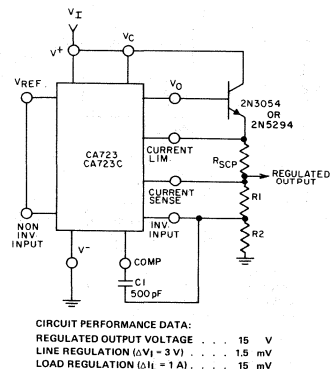 VI
V+
VC
VREF
VO
2N3054
OR
2N5294
CA723
CA723C
CURRENT
LIM.
RSCP
REGULATED
OUTPUT
CURRENT
SENSE
R1
NON
INV.
INPUT
INV.
INPUT
R2
V-
COMP
C1
500 pF
CIRCUIT PERFORMANCE DATA:
REGULATED OUTPUT VOLTAGE . . . 15 V
LINE REGULATION (ΔVI = 3 V) . . . . 1.5 mV
LOAD REGULATION (ΔIL = 1 A) . . . . 15 mV